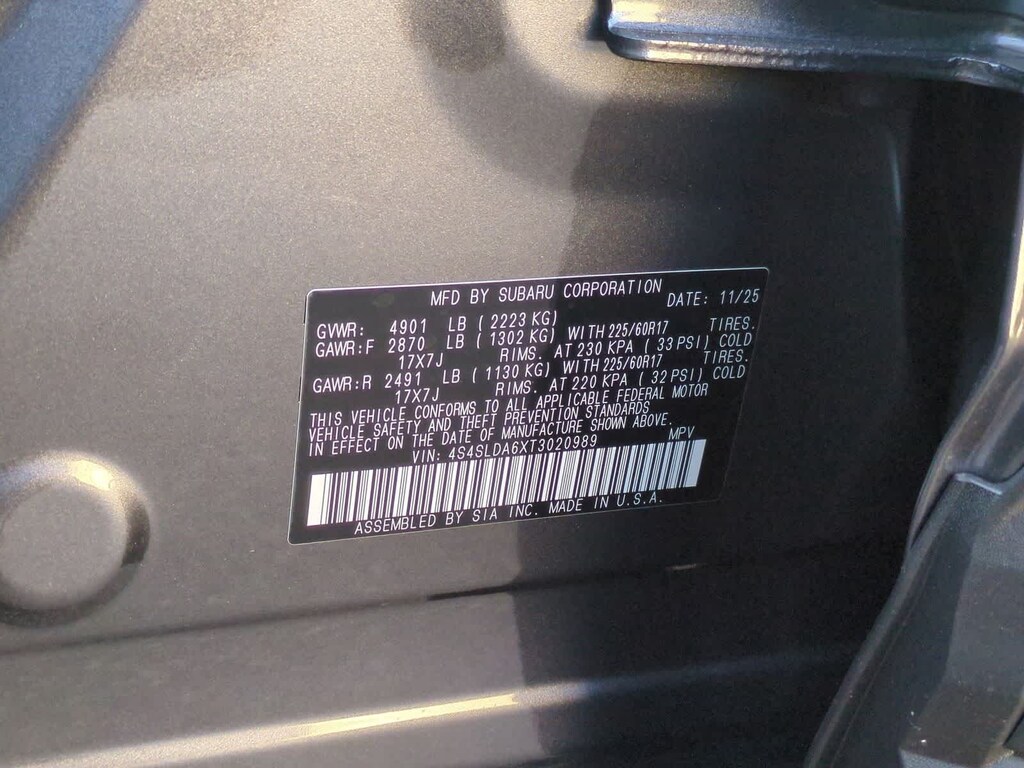 MFD BY SUBARU CORPORATION DATE: 11/25
GVWR: 4901 LB ( 2223 KG)
GAWR:F 2870 LB ( 1302 KG) WITH 225/60R17 TIRES.
17X7J RIMS. AT 230 KPA ( 33 PSI) COLD
GAWR:R 2491 LB ( 1130 KG) WITH 225/60R17 TIRES.
17X7J RIMS. AT 220 KPA ( 32 PSI) COLD
THIS VEHICLE CONFORMS TO ALL APPLICABLE FEDERAL MOTOR
VEHICLE SAFETY AND THEFT PREVENTION STANDARDS
IN EFFECT ON THE DATE OF MANUFACTURE SHOWN ABOVE.
VIN: 4S4SLDA6XT3020989 MPV
ASSEMBLED BY SIA INC. MADE IN U.S.A.